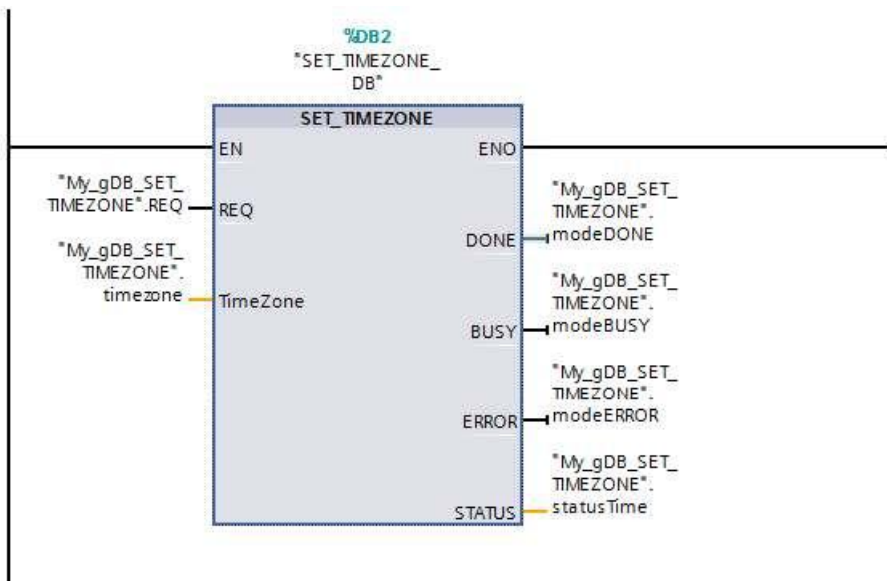 %DB2
"SET_TIMEZONE_
DB"
SET_TIMEZONE
EN
ENO
"My_gDB_SET_
TIMEZONE".REQ
REQ
"My_gDB_SET_
TIMEZONE".
timezone
TimeZone
DONE
"My_gDB_SET_
TIMEZONE".
modeDONE
BUSY
"My_gDB_SET_
TIMEZONE".
modeBUSY
ERROR
"My_gDB_SET_
TIMEZONE".
modeERROR
STATUS
"My_gDB_SET_
TIMEZONE".
statusTime